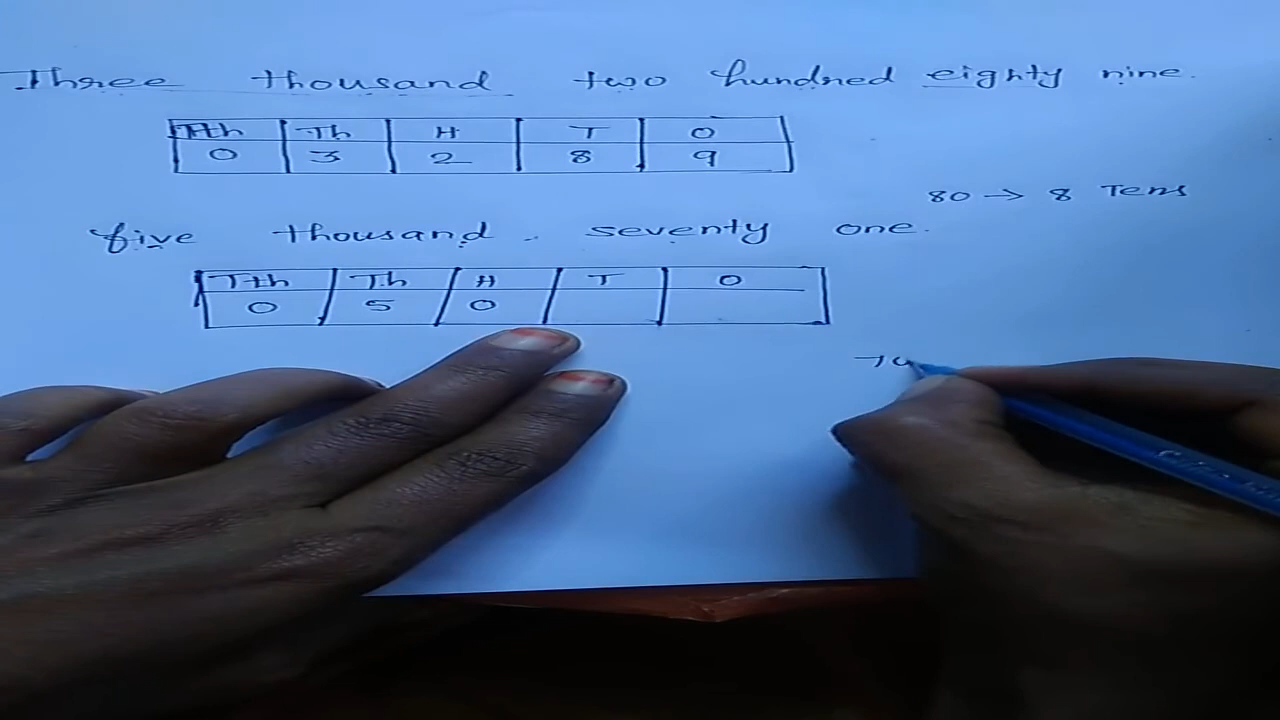 Three thousand two hundred eighty nine.
Tth Th H T O
0 3 2 8 9
80 → 8 Tens
five thousand seventy one.
Tth Th H T O
0 5 0